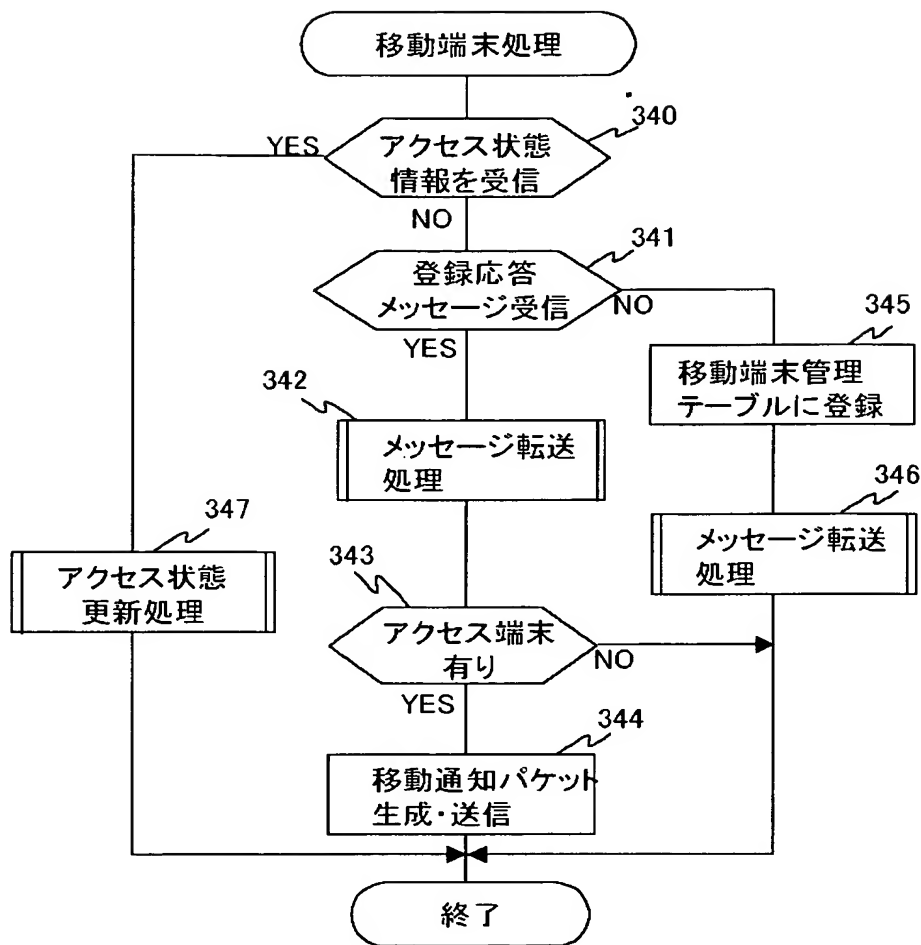 移動端末処理
340
YES
アクセス状態
情報を受信
NO
341
登録応答
メッセージ受信
NO
YES
345
移動端末管理
テーブルに登録
342
メッセージ転送
処理
346
メッセージ転送
処理
347
アクセス状態
更新処理
343
アクセス端末
有り
NO
YES
344
移動通知パケット
生成・送信
終了